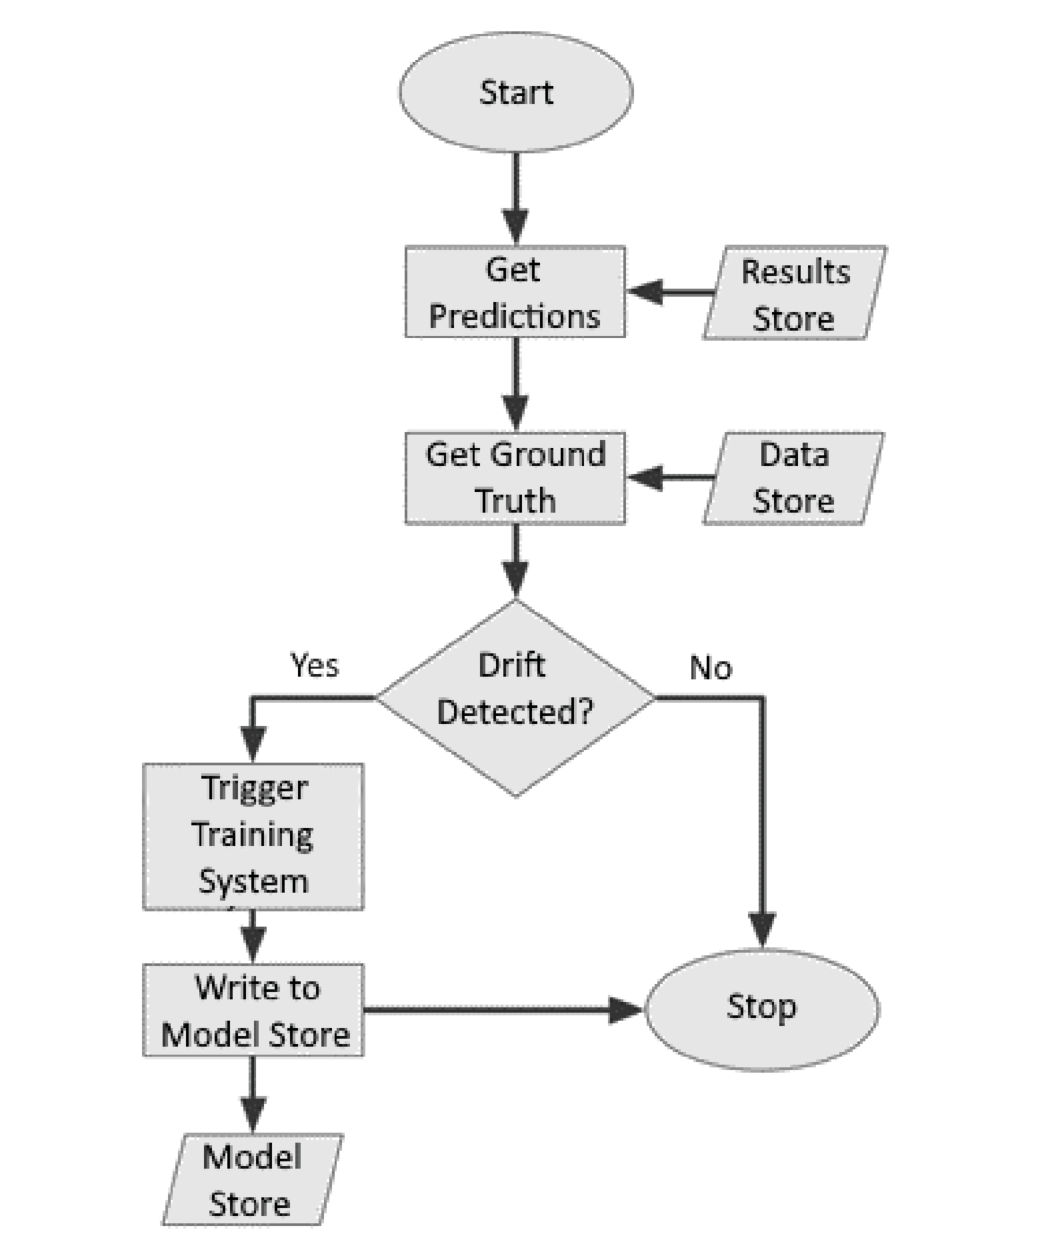 Start
Get
Predictions
Results
Store
Get Ground
Truth
Data
Store
Drift
Detected?
Yes
No
Trigger
Training
System
Write to
Model Store
Stop
Model
Store